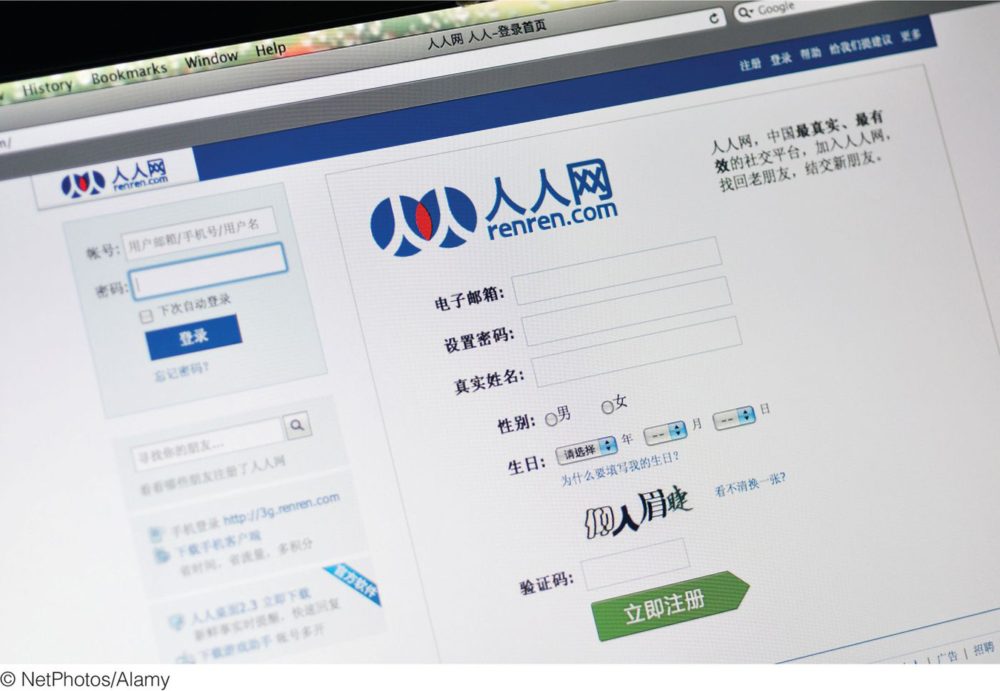 History Bookmarks Window Help
人人网 人人-登录首页
Google
m/
注册 登录 帮助 给我们提建议 更多
人人网
renren.com
帐号: 用户邮箱/手机号/用户名
密码:
下次自动登录
登录
忘记密码?
寻找你的朋友...
看看哪些朋友注册了人人网
手机登录 http://3g.renren.com
下载手机客户端
省时间，省流量，多积分
官方软件
人人桌面2.3 立即下载
新鲜事实时提醒，快速回复
下载游戏助手 账号多开
人人网
renren.com
人人网，中国最真实、最有
效的社交平台，加入人人网，
找回老朋友，结交新朋友。
电子邮箱:
设置密码:
真实姓名:
性别: 男 女
生日: 请选择 年 -- 月 -- 日
为什么要填写我的生日?
人眉睫
看不清换一张?
验证码:
立即注册
| 广告 | 招聘
© NetPhotos/Alamy